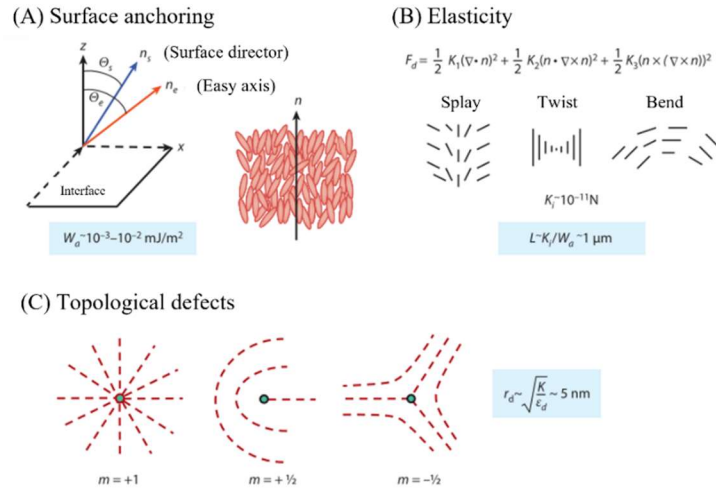 (A) Surface anchoring
z
Θs
ns (Surface director)
Θe
ne (Easy axis)
x
Interface
n
Wa~10⁻³–10⁻² mJ/m²
(B) Elasticity
Fd = 1/2 K1(∇•n)² + 1/2 K2(n • ∇×n)² + 1/2 K3(n × (∇ × n))²
Splay Twist Bend
Ki~10⁻¹¹N
L~Ki/Wa ~1 μm
(C) Topological defects
rd~√K/εd ~ 5 nm
m = +1 m = + ½ m = –½